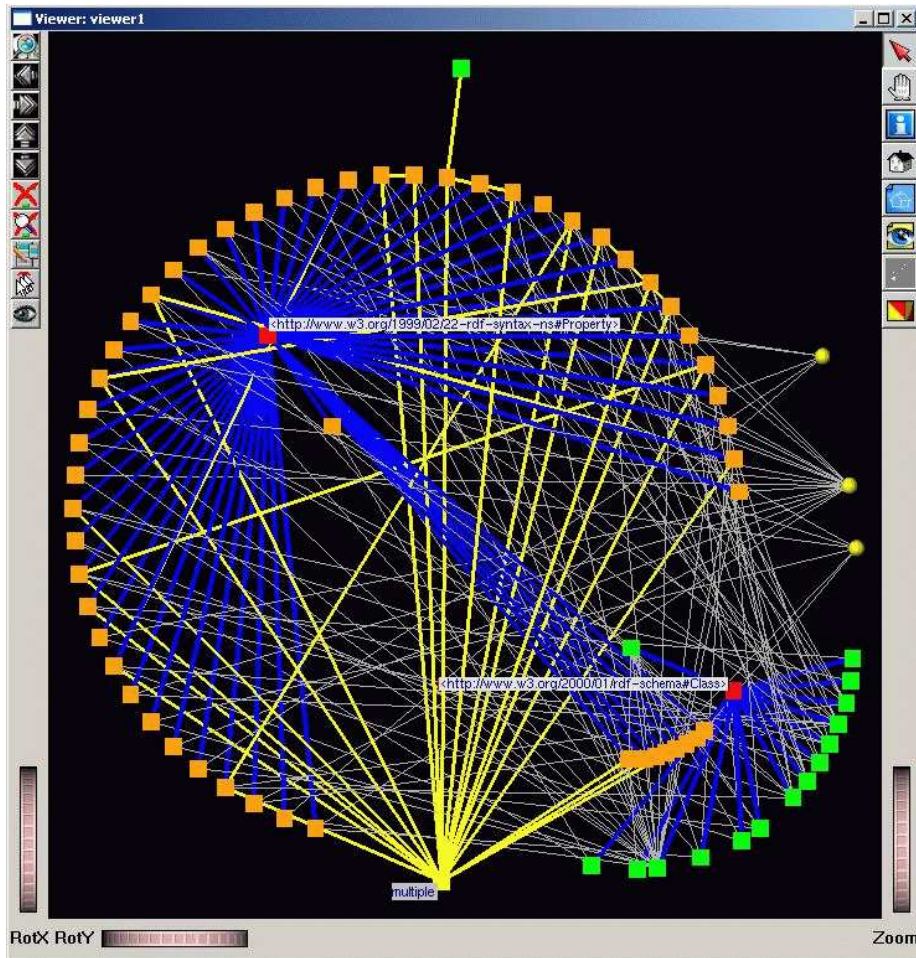 Viewer: viewer1
<http://www.w3.org/1999/02/22-rdf-syntax-ns#Property>
<http://www.w3.org/2000/01/rdf-schema#Class>
multiple
RotX RotY
Zoom